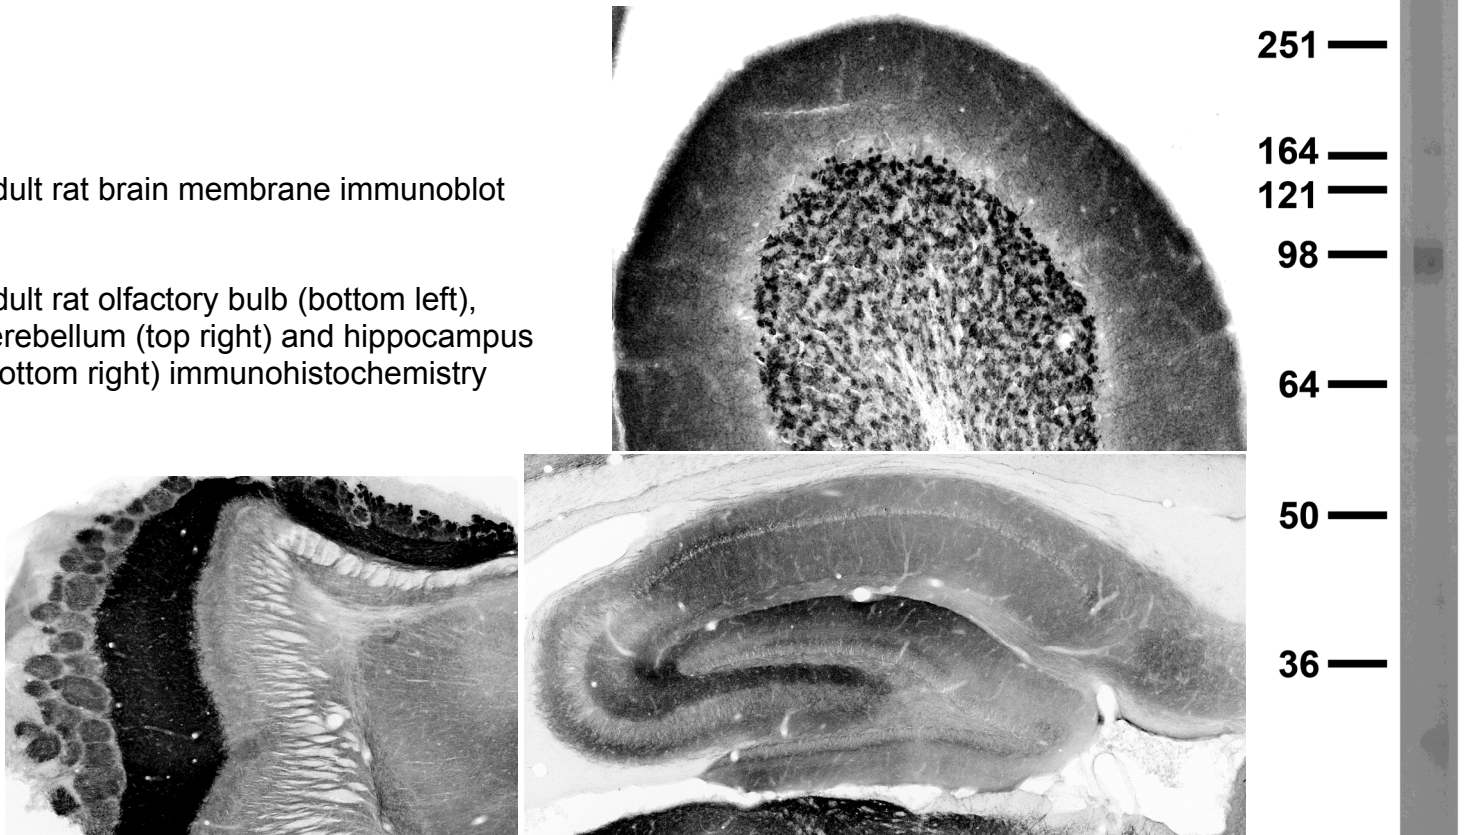 dult rat brain membrane immunoblot
dult rat olfactory bulb (bottom left),
erebellum (top right) and hippocampus
ottom right) immunohistochemistry
251
164
121
98
64
50
36